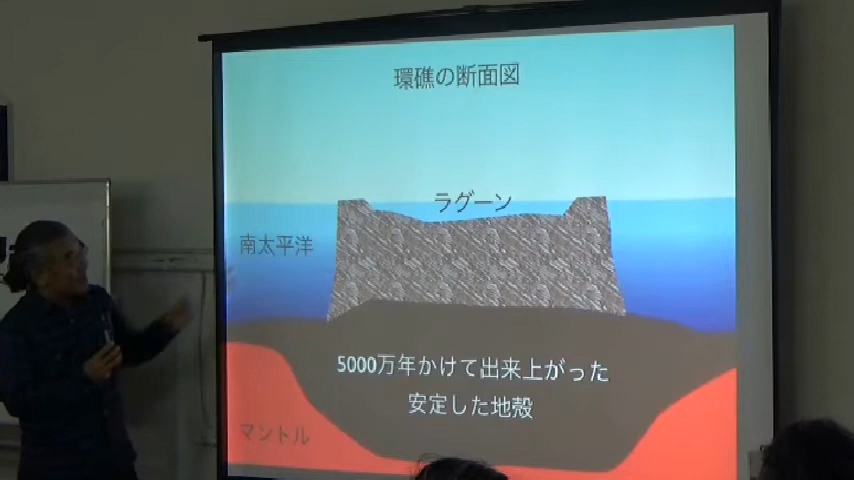 環礁の断面図
ラグーン
南太平洋
5000万年かけて出来上がった
安定した地殻
マントル